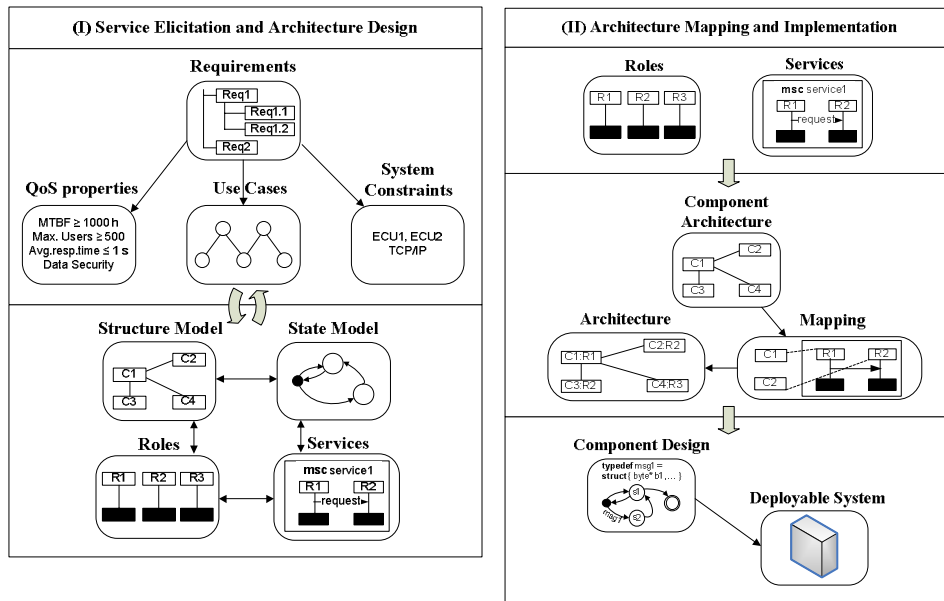 (I) Service Elicitation and Architecture Design
Requirements
Req1
Req1.1
Req1.2
Req2
QoS properties
MTBF ≥ 1000 h
Max. Users ≥ 500
Avg.resp.time ≤ 1 s
Data Security
Use Cases
System
Constraints
ECU1, ECU2
TCP/IP
Structure Model
C2
C1
C3
C4
State Model
Roles
R1
R2
R3
Services
msc service1
R1
R2
request
(II) Architecture Mapping and Implementation
Roles
R1
R2
R3
Services
msc service1
R1
R2
request
Component
Architecture
C2
C1
C3
C4
Architecture
C2:R2
C1:R1
C3:R2
C4:R3
Mapping
C1
R1
R2
C2
Component Design
typedef msg1 =
struct { byte* b1,... }
s1
s2
msg1
Deployable System